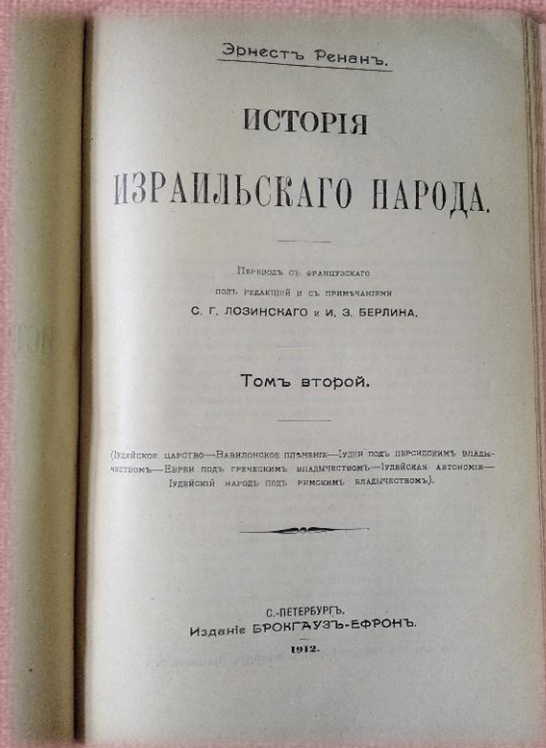 Эрнестъ Ренанъ.
ИСТОРІЯ
ИЗРАИЛЬСКАГО НАРОДА.
Переводъ съ французскаго
подъ редакціей и съ примѣчаніями
С. Г. ЛОЗИНСКАГО и И. З. БЕРЛИНА.
Томъ второй.
(Іудейское царство—Вавилонское плѣненіе—Іудеи подъ персидскимъ влады-
чествомъ—Евреи подъ греческимъ владычествомъ—Іудейская автономія—
Іудейскій народъ подъ римскимъ владычествомъ).
С.-ПЕТЕРБУРГЪ.
Изданіе БРОКГАУЗЪ-ЕФРОНЪ.
1912.